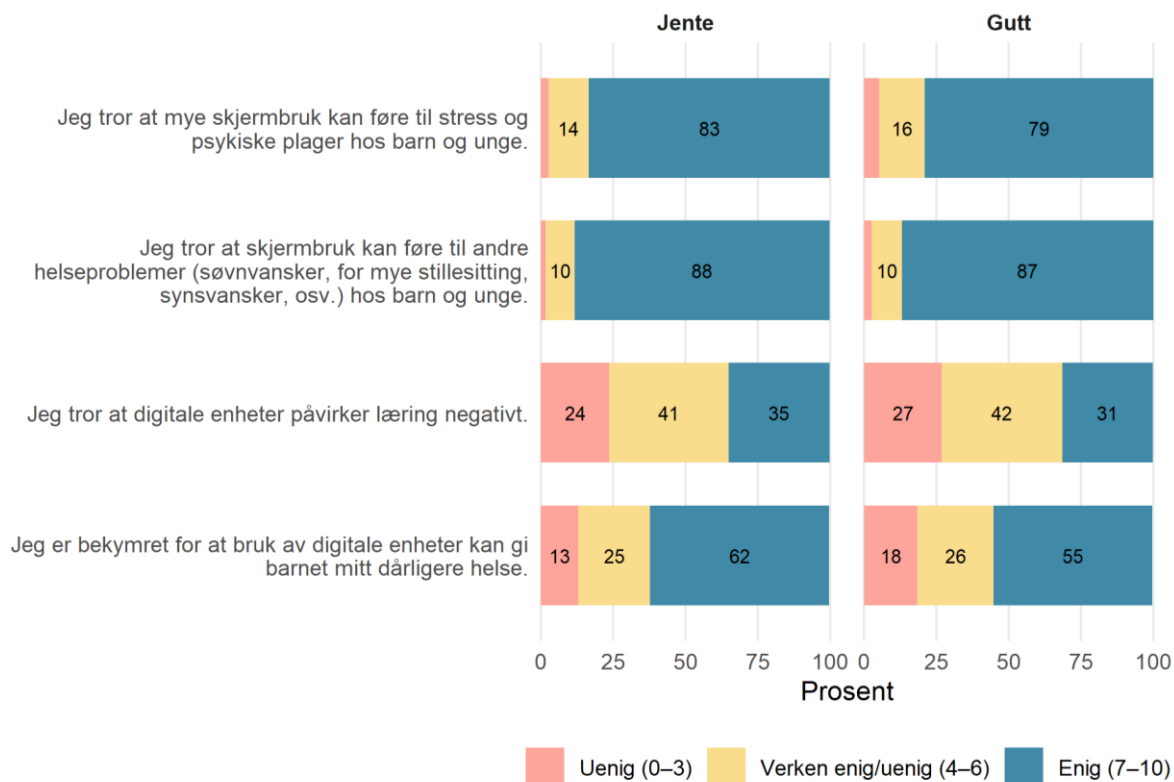 Jente Gutt
Jeg tror at mye skjermbruk kan føre til stress og
psykiske plager hos barn og unge.
14 83 16 79
Jeg tror at skjermbruk kan føre til andre
helseproblemer (søvnvansker, for mye stillesitting,
synsvansker, osv.) hos barn og unge.
10 88 10 87
Jeg tror at digitale enheter påvirker læring negativt.
24 41 35 27 42 31
Jeg er bekymret for at bruk av digitale enheter kan gi
barnet mitt dårligere helse.
13 25 62 18 26 55
0 25 50 75 100 0 25 50 75 100
Prosent
Uenig (0–3) Verken enig/uenig (4–6) Enig (7–10)